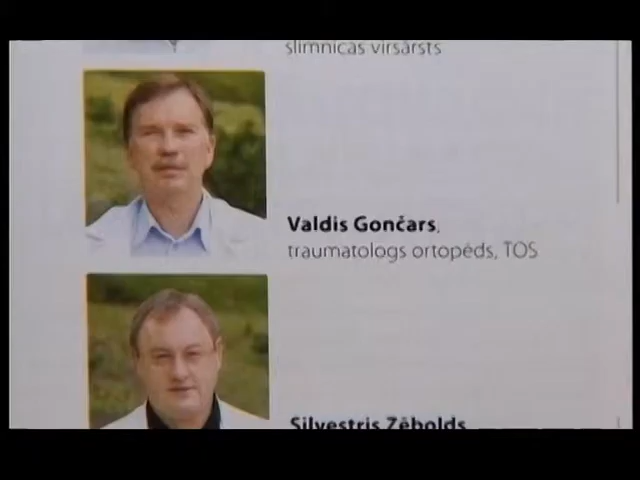 slimnīcas virsārsts
Valdis Gončars,
traumatologs ortopēds, TOS
Silvestris Zēbolds